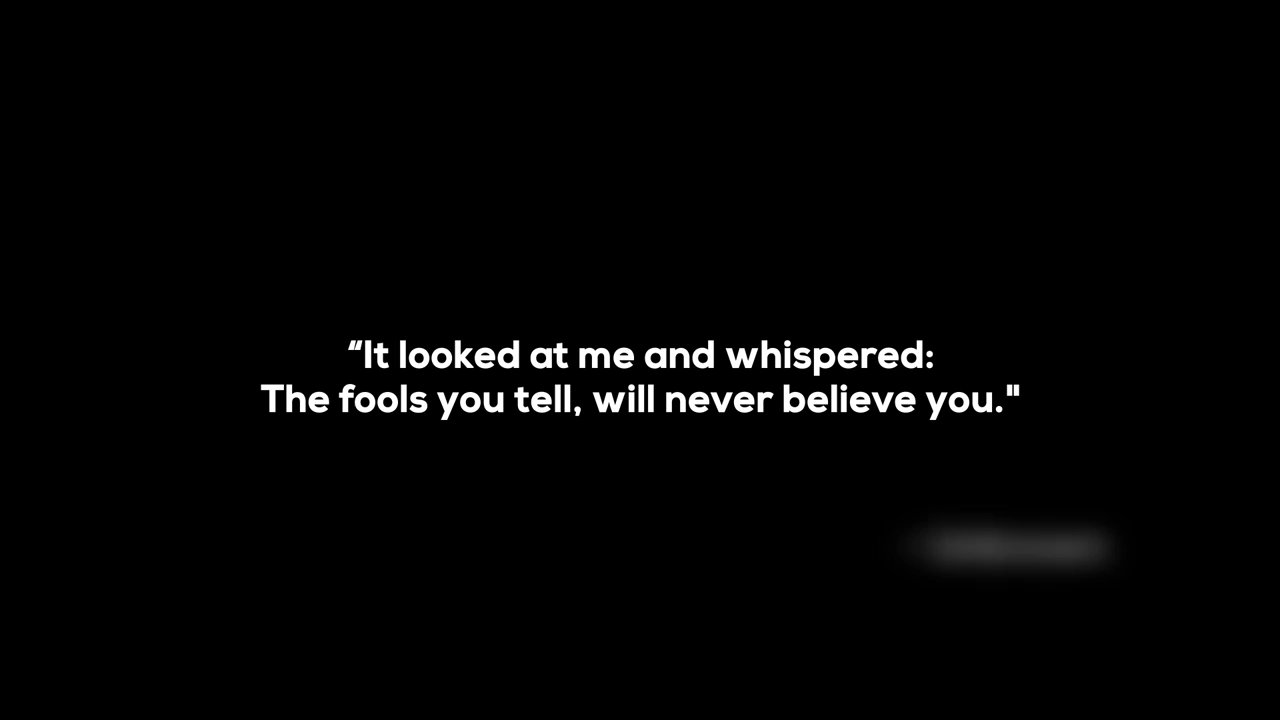 “It looked at me and whispered:
The fools you tell, will never believe you."